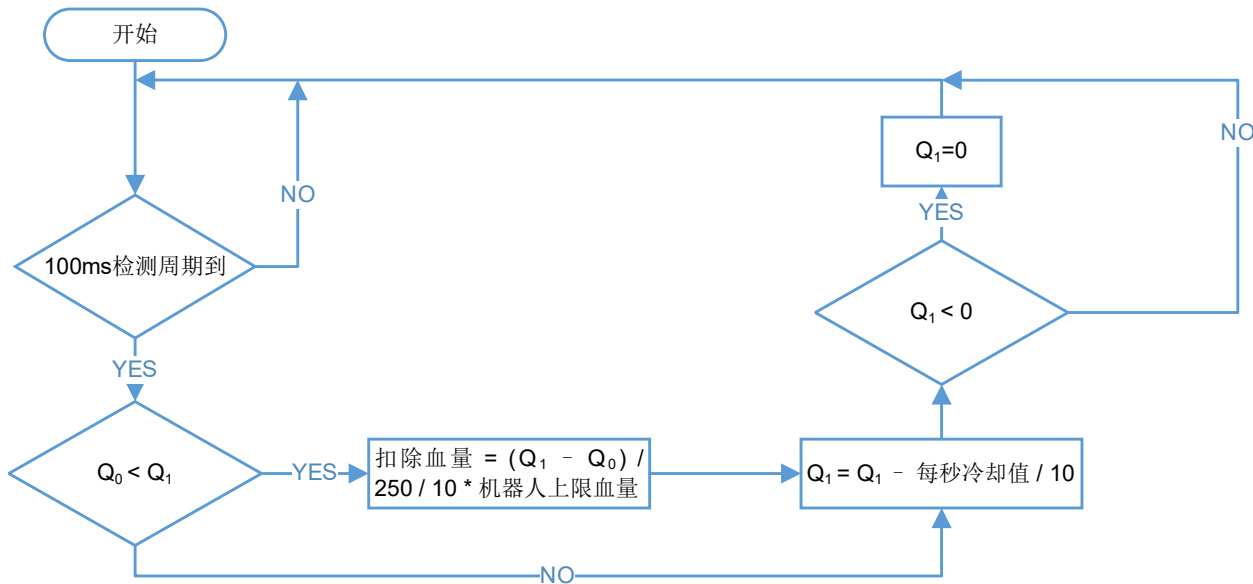 开始
100ms检测周期到
NO
YES
Q₀ < Q₁
YES
扣除血量 = (Q₁ – Q₀) /
250 / 10 * 机器人上限血量
NO
Q₁ = Q₁ – 每秒冷却值 / 10
Q₁ < 0
YES
Q₁=0
NO